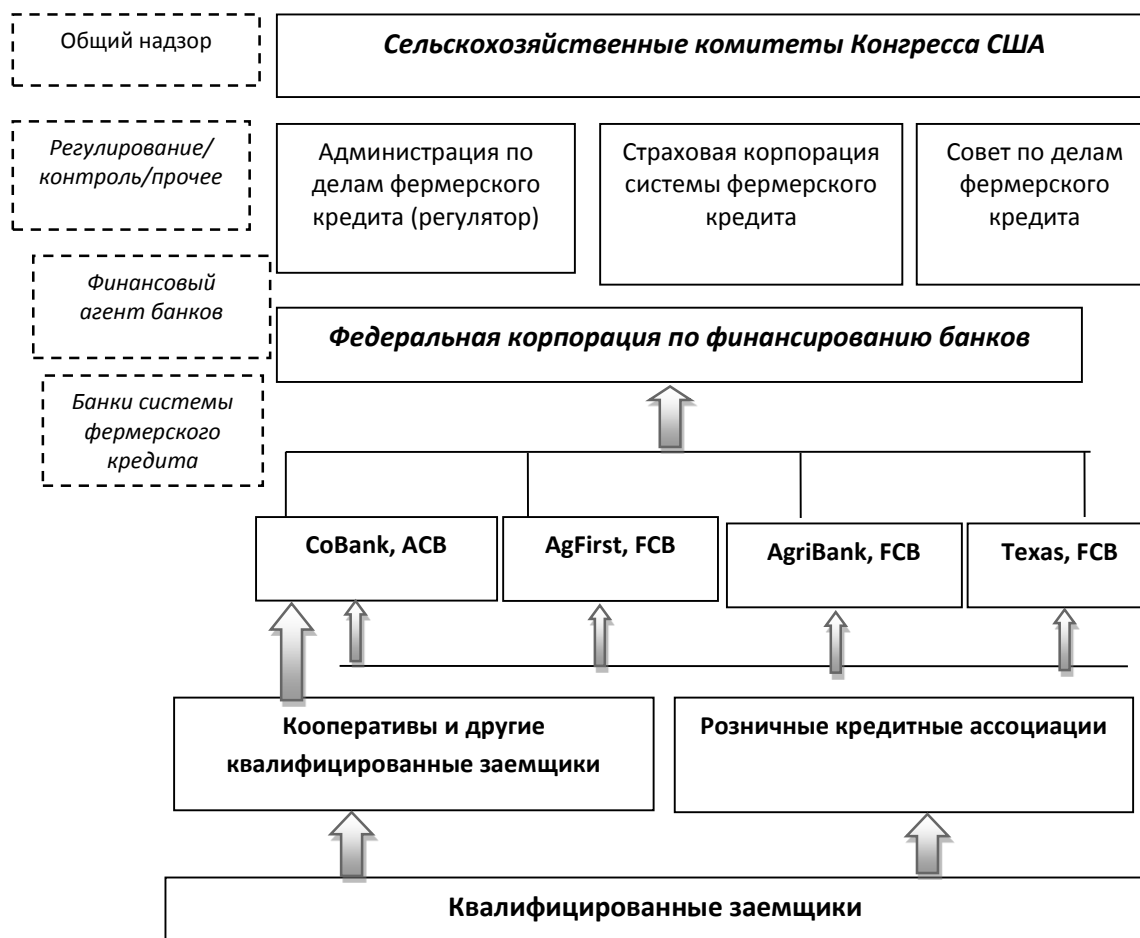 Общий надзор
Сельскохозяйственные комитеты Конгресса США
Регулирование/
контроль/прочее
Администрация по
делам фермерского
кредита (регулятор)
Страховая корпорация
системы фермерского
кредита
Совет по делам
фермерского
кредита
Финансовый
агент банков
Федеральная корпорация по финансированию банков
Банки системы
фермерского
кредита
CoBank, ACB
AgFirst, FCB
AgriBank, FCB
Texas, FCB
Кооперативы и другие
квалифицированные заемщики
Розничные кредитные ассоциации
Квалифицированные заемщики